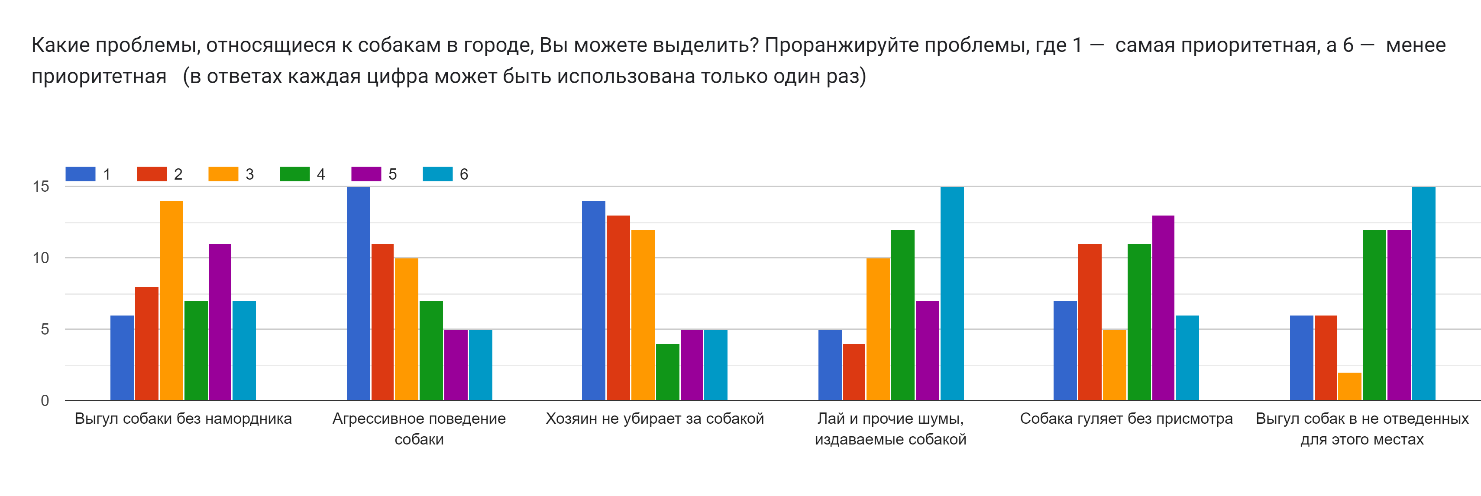 Какие проблемы, относящиеся к собакам в городе, Вы можете выделить? Проранжируйте проблемы, где 1 — самая приоритетная, а 6 — менее
приоритетная (в ответах каждая цифра может быть использована только один раз)
1 2 3 4 5 6
15
10
5
0
Выгул собаки без намордника
Агрессивное поведение
собаки
Хозяин не убирает за собакой
Лай и прочие шумы,
издаваемые собакой
Собака гуляет без присмотра
Выгул собак в не отведенных
для этого местах